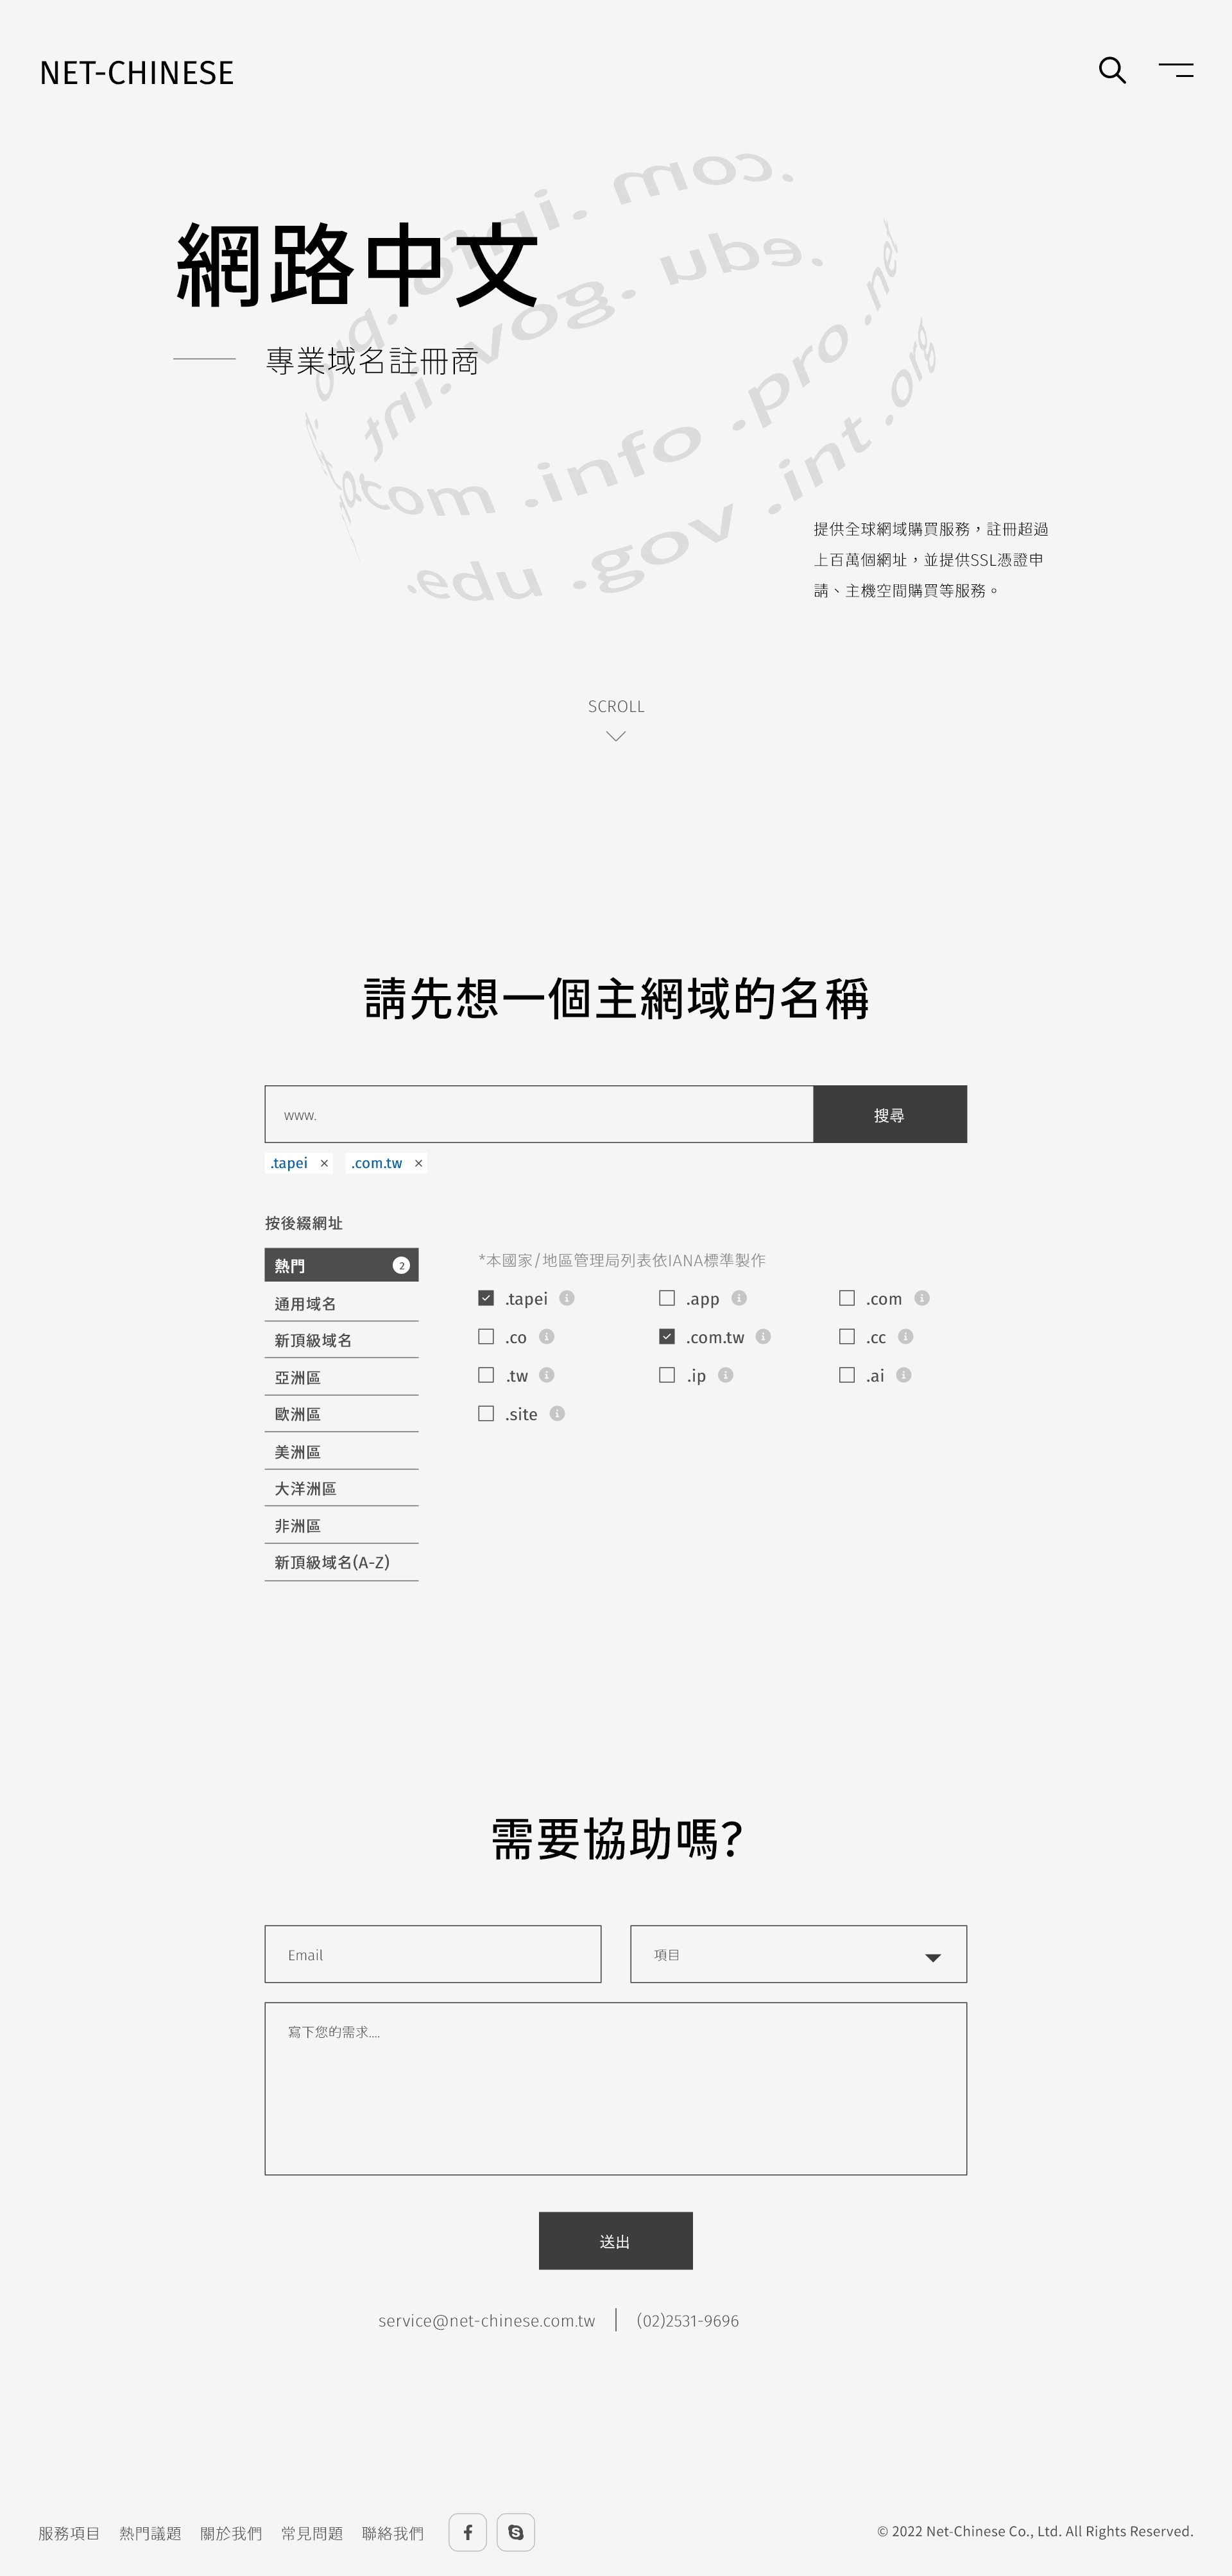 NET-CHINESE
.com
.taipei
.org
.edu
.gov
.int
.net
網路中文
專業域名註冊商
.com .info .pro .net
.edu .gov .int .org
提供全球網域購買服務，註冊超過
上百萬個網址，並提供SSL憑證申
請、主機空間購買等服務。
SCROLL
請先想一個主網域的名稱
www.
搜尋
.tapei ×
.com.tw ×
按後綴網址
熱門 2
通用域名
新頂級域名
亞洲區
歐洲區
美洲區
大洋洲區
非洲區
新頂級域名(A-Z)
*本國家/地區管理局列表依IANA標準製作
.tapei
.app
.com
.co
.com.tw
.cc
.tw
.ip
.ai
.site
需要協助嗎?
Email
項目
寫下您的需求....
送出
service@net-chinese.com.tw
(02)2531-9696
服務項目 熱門議題 關於我們 常見問題 聯絡我們
© 2022 Net-Chinese Co., Ltd. All Rights Reserved.